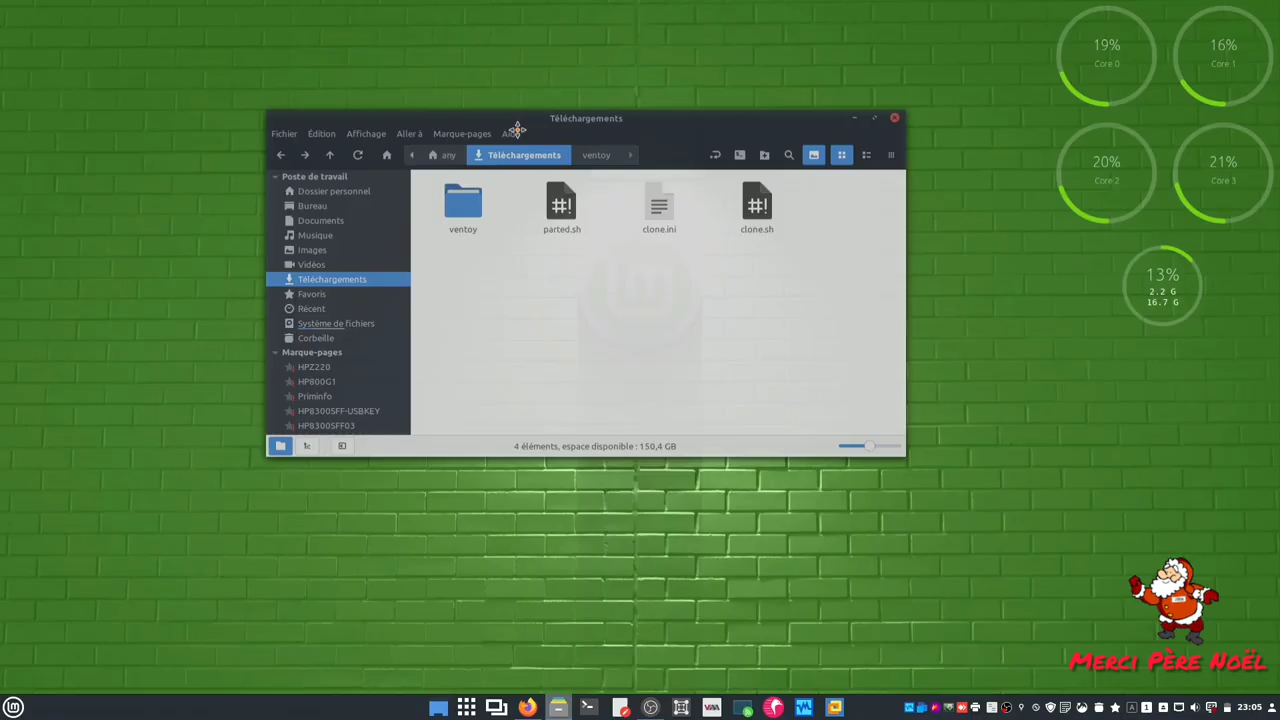 19%
Core 0
16%
Core 1
Téléchargements
Fichier Édition Affichage Aller à Marque-pages
any Téléchargements ventoy
20%
Core 2
21%
Core 3
Poste de travail
Dossier personnel
Bureau
Documents
Musique
Images
Vidéos
Téléchargements
Favoris
Récent
Système de fichiers
Corbeille
Marque-pages
HPZ220
HP800G1
Priminfo
HP8300SFF-USBKEY
HP8300SFF03
ventoy
parted.sh
clone.ini
clone.sh
4 éléments, espace disponible : 150,4 GB
13%
2.2 G
16.7 G
Merci Père Noël
23:05